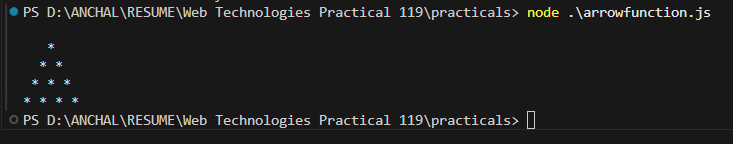 PS D:\ANCHAL\RESUME\Web Technologies Practical 119\practicals> node .\arrowfunction.js
   *
  * *
 * * *
* * * *
PS D:\ANCHAL\RESUME\Web Technologies Practical 119\practicals>